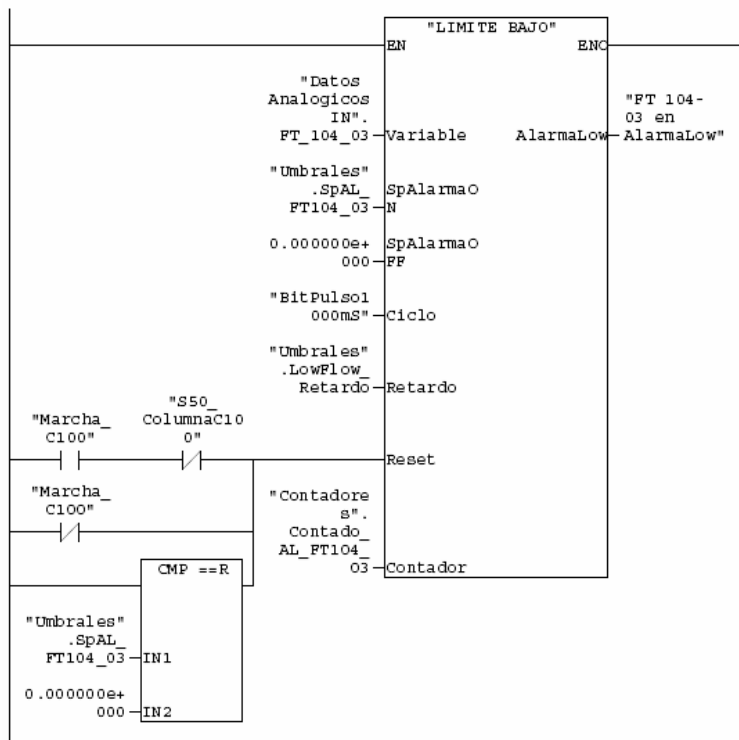 "LIMITE BAJO"
EN
ENO
"Datos
Analogicos
IN".
FT_104_03
Variable
AlarmaLow
"FT 104-
03 en
AlarmaLow"
"Umbrales"
.SpAL_
FT104_03
SpAlarmaO
N
0.000000e+
000
SpAlarmaO
FF
"BitPulso1
000mS"
Ciclo
"Umbrales"
.LowFlow_
Retardo
Retardo
"Marcha_
C100"
"S50_
ColumnaC10
0"
Reset
"Marcha_
C100"
"Contadore
s".
Contado_
AL_FT104_
03
Contador
CMP ==R
"Umbrales"
.SpAL_
FT104_03
IN1
0.000000e+
000
IN2